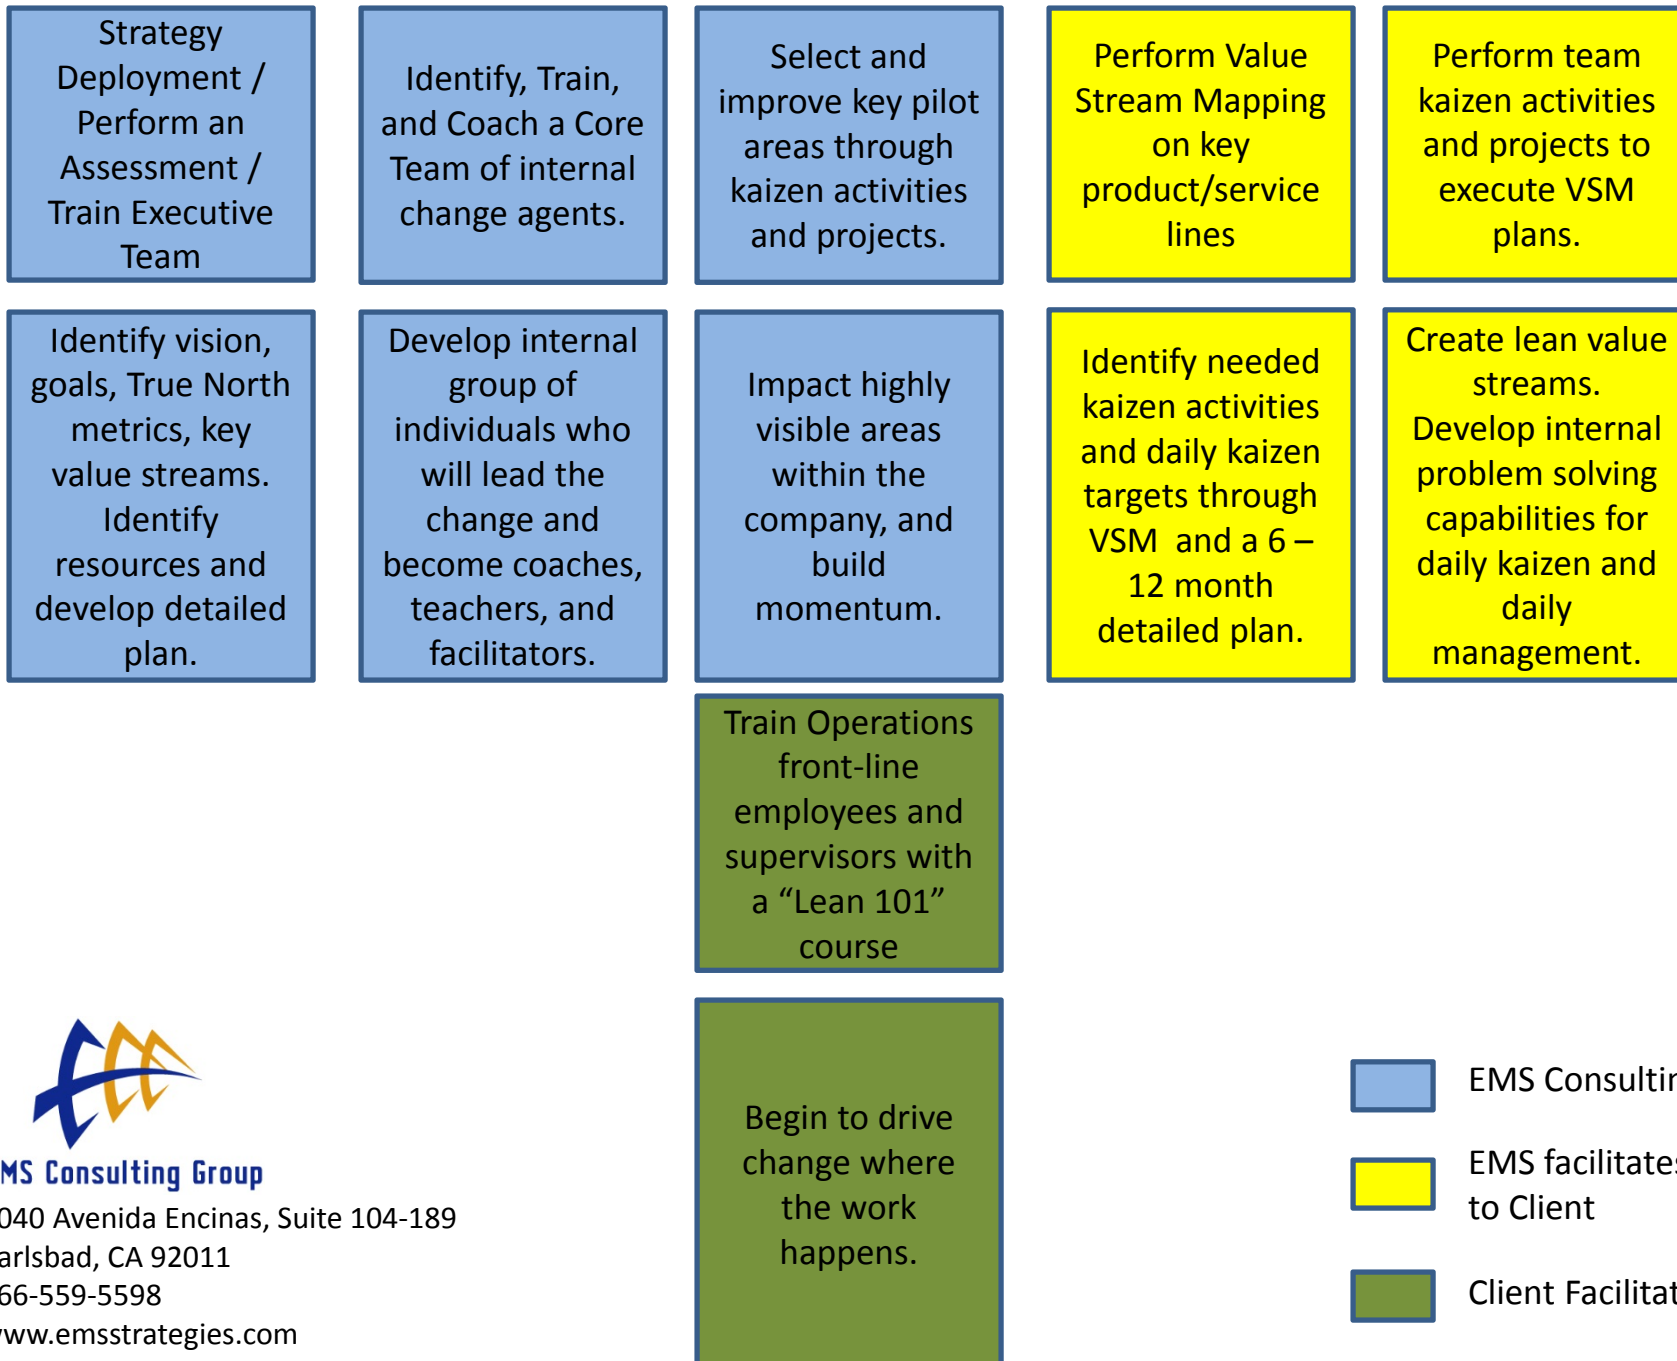 Strategy
Deployment /
Perform an
Assessment /
Train Executive
Team
Identify, Train,
and Coach a Core
Team of internal
change agents.
Select and
improve key pilot
areas through
kaizen activities
and projects.
Perform Value
Stream Mapping
on key
product/service
lines
Perform team
kaizen activities
and projects to
execute VSM
plans.
Identify vision,
goals, True North
metrics, key
value streams.
Identify
resources and
develop detailed
plan.
Develop internal
group of
individuals who
will lead the
change and
become coaches,
teachers, and
facilitators.
Impact highly
visible areas
within the
company, and
build
momentum.
Identify needed
kaizen activities
and daily kaizen
targets through
VSM and a 6 –
12 month
detailed plan.
Create lean value
streams.
Develop internal
problem solving
capabilities for
daily kaizen and
daily
management.
Train Operations
front-line
employees and
supervisors with
a “Lean 101”
course
Begin to drive
change where
the work
happens.
MS Consulting Group
040 Avenida Encinas, Suite 104-189
arlsbad, CA 92011
66-559-5598
www.emsstrategies.com
EMS Consultin
EMS facilitates
to Client
Client Facilitat